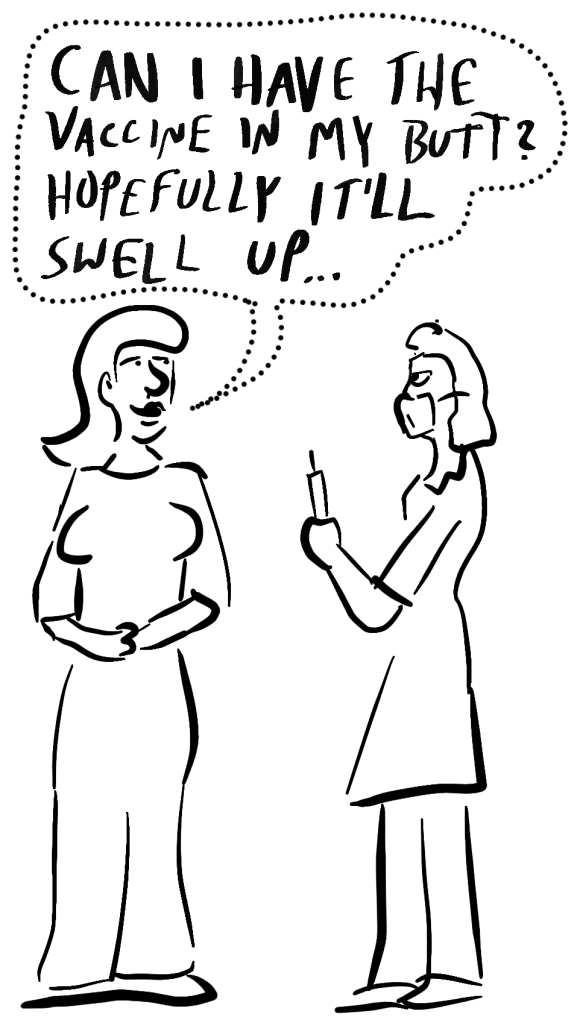 CAN I HAVE THE
VACCINE IN MY BUTT?
HOPEFULLY IT'LL
SWELL UP...